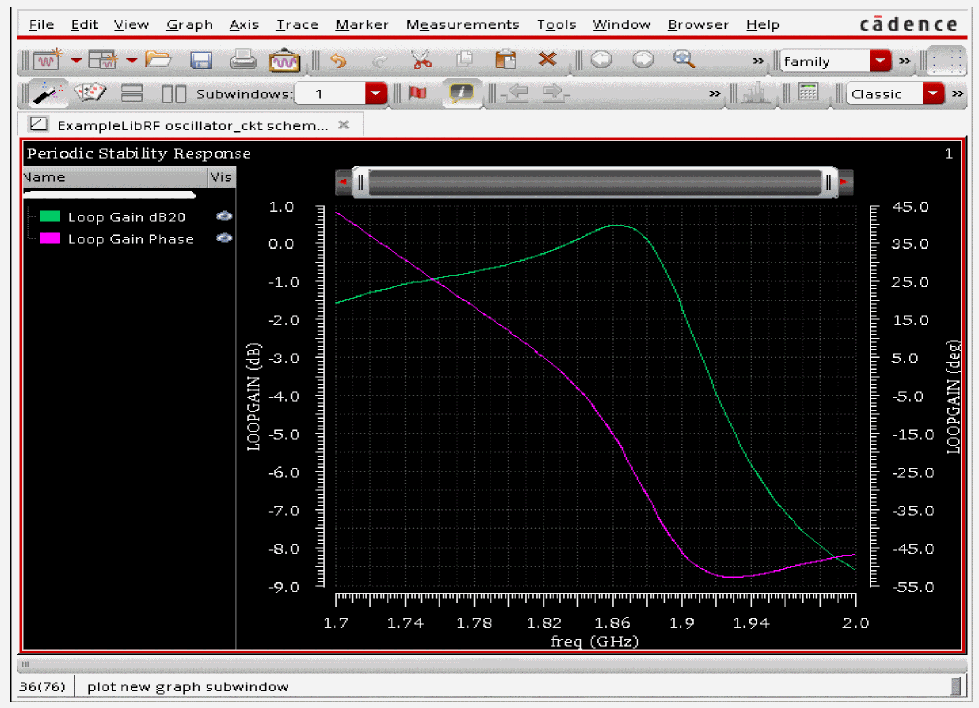 File Edit View Graph Axis Trace Marker Measurements Tools Window Browser Help cādence
» family »
Subwindows: 1 » Classic »
ExampleLibRF oscillator_ckt schem... ×
Periodic Stability Response 1
Name Vis
Loop Gain dB20
Loop Gain Phase
1.0
0.0
-1.0
-2.0
-3.0
-4.0
-5.0
-6.0
-7.0
-8.0
-9.0
LOOPGAIN (dB)
45.0
35.0
25.0
15.0
5.0
-5.0
-15.0
-25.0
-35.0
-45.0
-55.0
LOOPGAIN (deg)
1.7 1.74 1.78 1.82 1.86 1.9 1.94 2.0
freq (GHz)
36(76) plot new graph subwindow